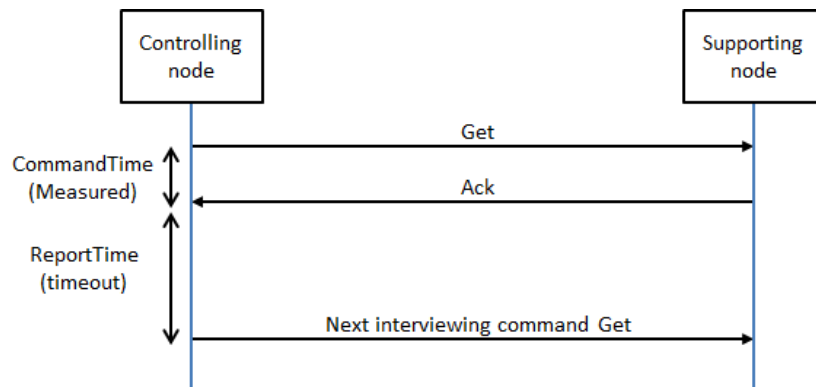 Controlling
node
Supporting
node
Get
CommandTime
(Measured)
Ack
ReportTime
(timeout)
Next interviewing command Get